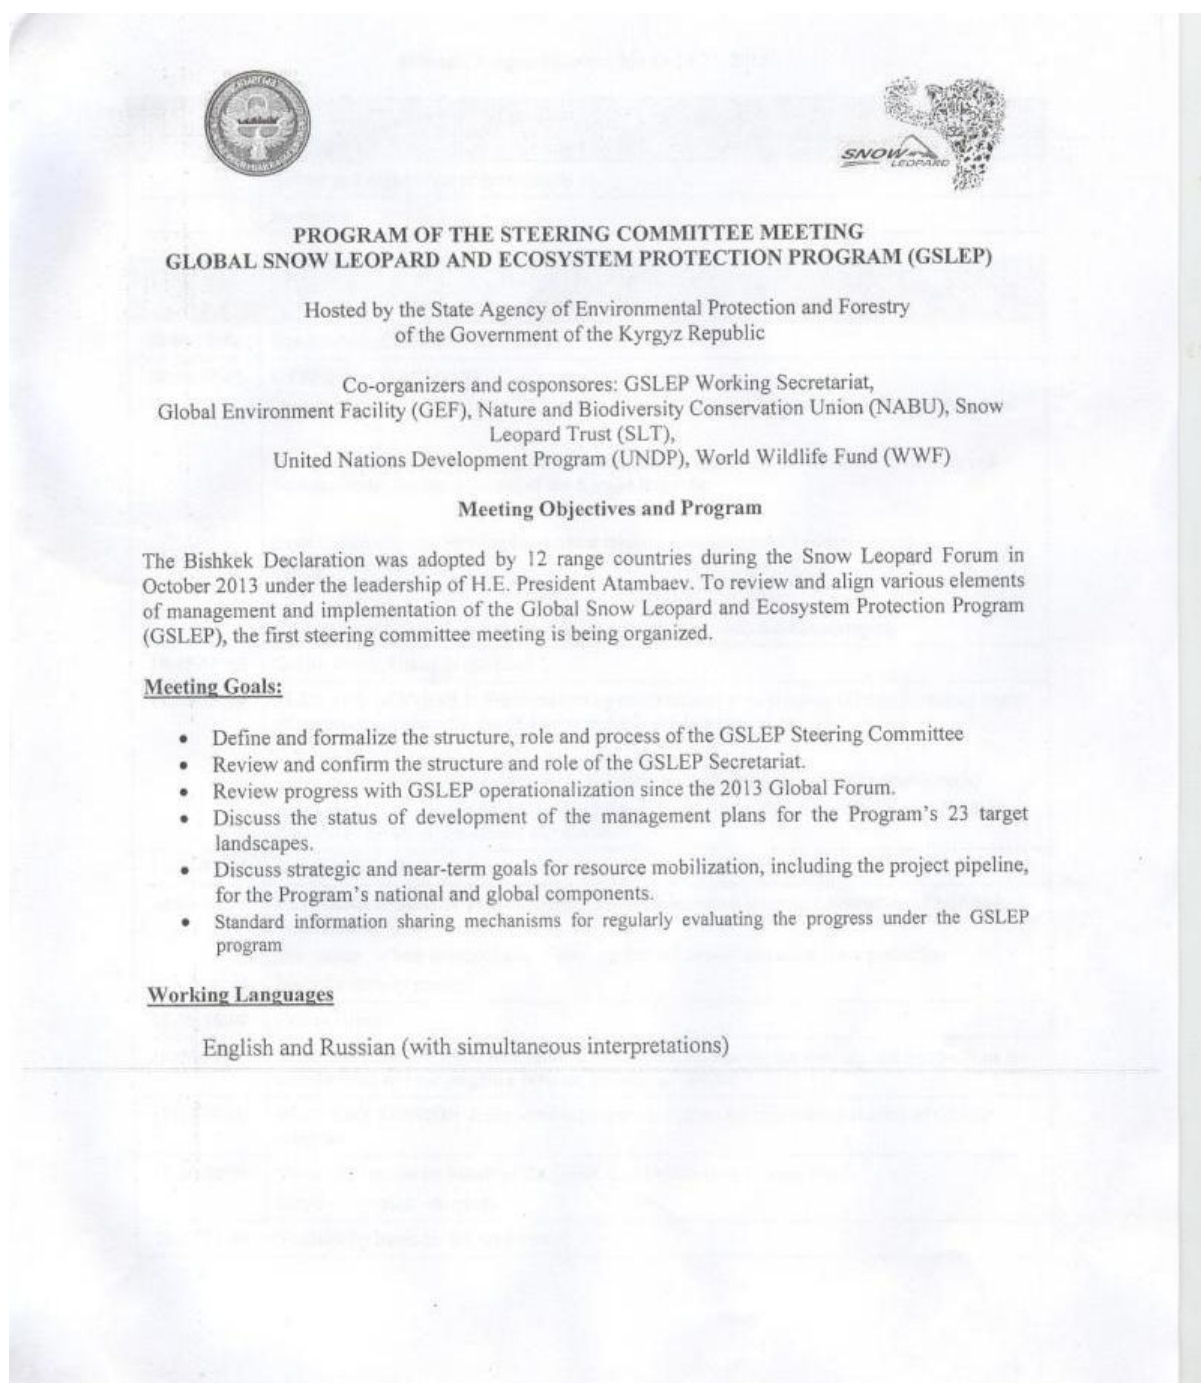 SNOW
LEOPARD
PROGRAM OF THE STEERING COMMITTEE MEETING
GLOBAL SNOW LEOPARD AND ECOSYSTEM PROTECTION PROGRAM (GSLEP)
Hosted by the State Agency of Environmental Protection and Forestry
of the Government of the Kyrgyz Republic
Co-organizers and cosponsores: GSLEP Working Secretariat,
Global Environment Facility (GEF), Nature and Biodiversity Conservation Union (NABU), Snow
Leopard Trust (SLT),
United Nations Development Program (UNDP), World Wildlife Fund (WWF)
Meeting Objectives and Program
The Bishkek Declaration was adopted by 12 range countries during the Snow Leopard Forum in
October 2013 under the leadership of H.E. President Atambaev. To review and align various elements
of management and implementation of the Global Snow Leopard and Ecosystem Protection Program
(GSLEP), the first steering committee meeting is being organized.
Meeting Goals:
• Define and formalize the structure, role and process of the GSLEP Steering Committee
• Review and confirm the structure and role of the GSLEP Secretariat.
• Review progress with GSLEP operationalization since the 2013 Global Forum.
• Discuss the status of development of the management plans for the Program's 23 target
landscapes.
• Discuss strategic and near-term goals for resource mobilization, including the project pipeline,
for the Program's national and global components.
• Standard information sharing mechanisms for regularly evaluating the progress under the GSLEP
program
Working Languages
English and Russian (with simultaneous interpretations)